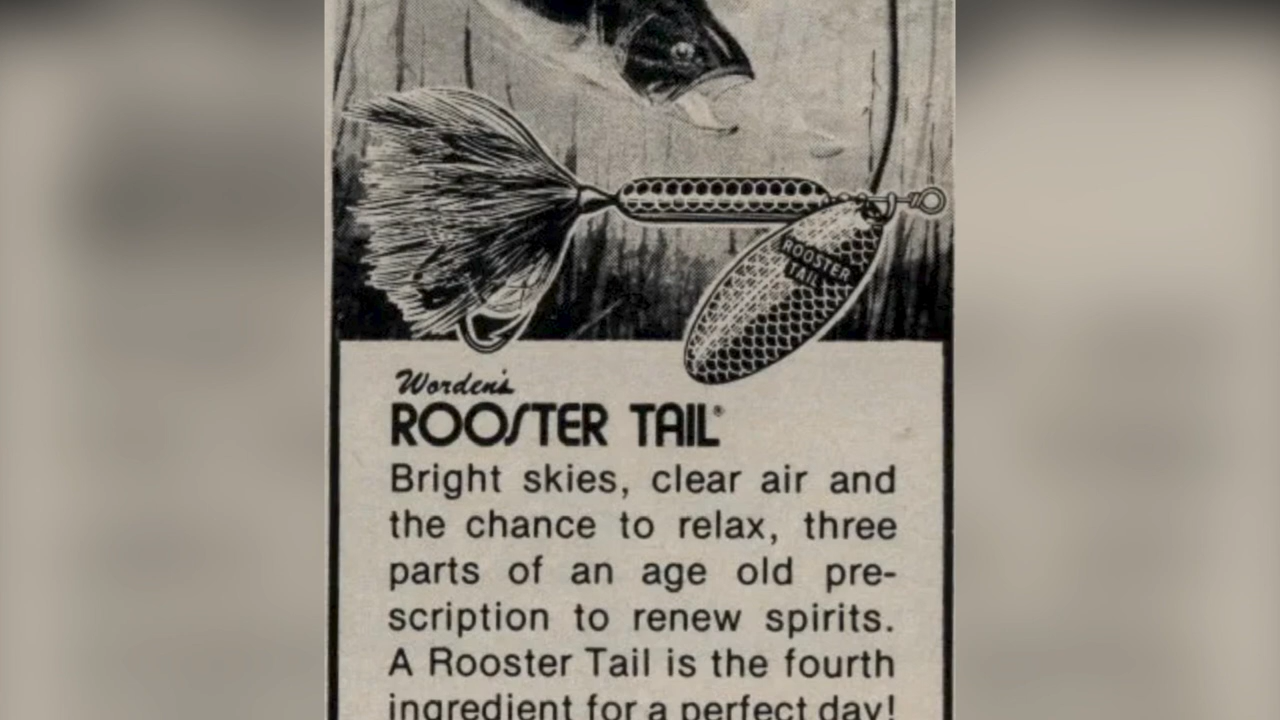 ROOSTER
TAIL
Worden's
ROOSTER TAIL®
Bright skies, clear air and
the chance to relax, three
parts of an age old pre-
scription to renew spirits.
A Rooster Tail is the fourth
ingredient for a perfect day!